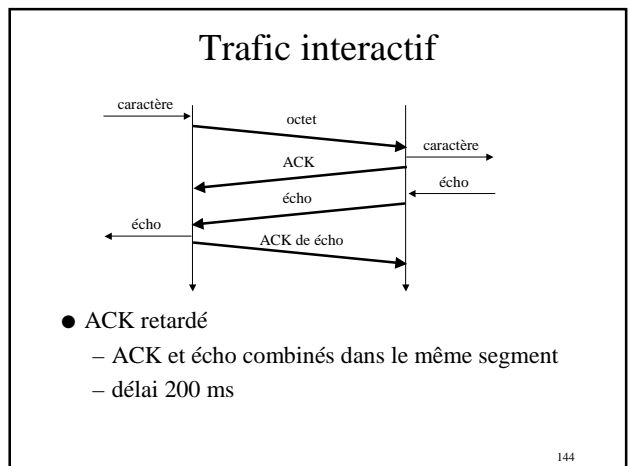 Trafic interactif
caractère
octet
caractère
ACK
écho
écho
écho
ACK de écho
● ACK retardé
– ACK et écho combinés dans le même segment
– délai 200 ms
144